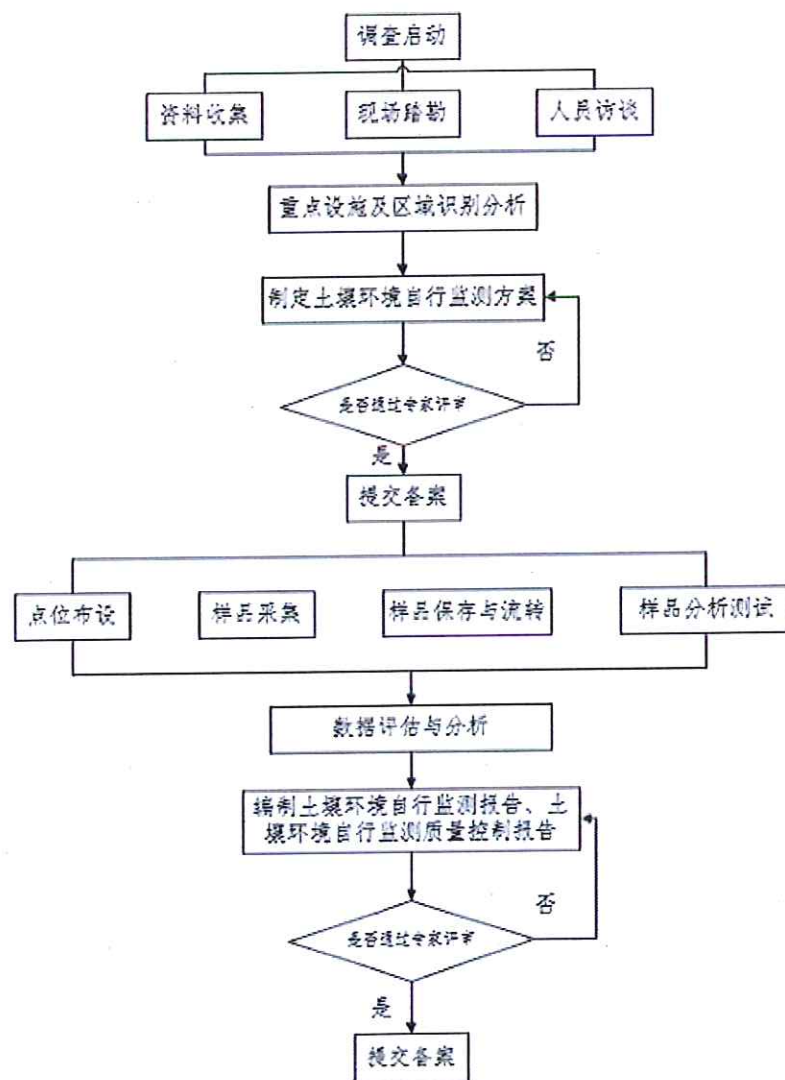 调查启动
资料收集
现场踏勘
人员访谈
重点设施及区域识别分析
制定土壤环境自行监测方案
否
是否通过专家评审
是
提交备案
点位布设
样品采集
样品保存与流转
样品分析测试
数据评估与分析
编制土壤环境自行监测报告、土
壤环境自行监测质量控制报告
否
是否通过专家评审
是
提交备案